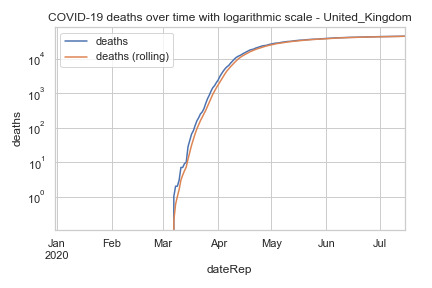 COVID-19 deaths over time with logarithmic scale - United_Kingdom
deaths
deaths (rolling)
10⁴
10³
10²
10¹
10⁰
deaths
Jan
2020
Feb
Mar
Apr
May
Jun
Jul
dateRep